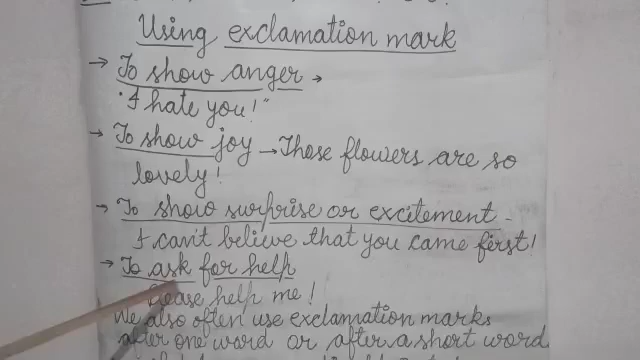 Using exclamation mark
→ To show anger →
"I hate you!"
→ To show joy → Those flowers are so
lovely!
→ To show surprise or excitement -
I can't believe that you came first!
→ To ask for help
Please help me!
We also often use exclamation marks
after one word or after a short word